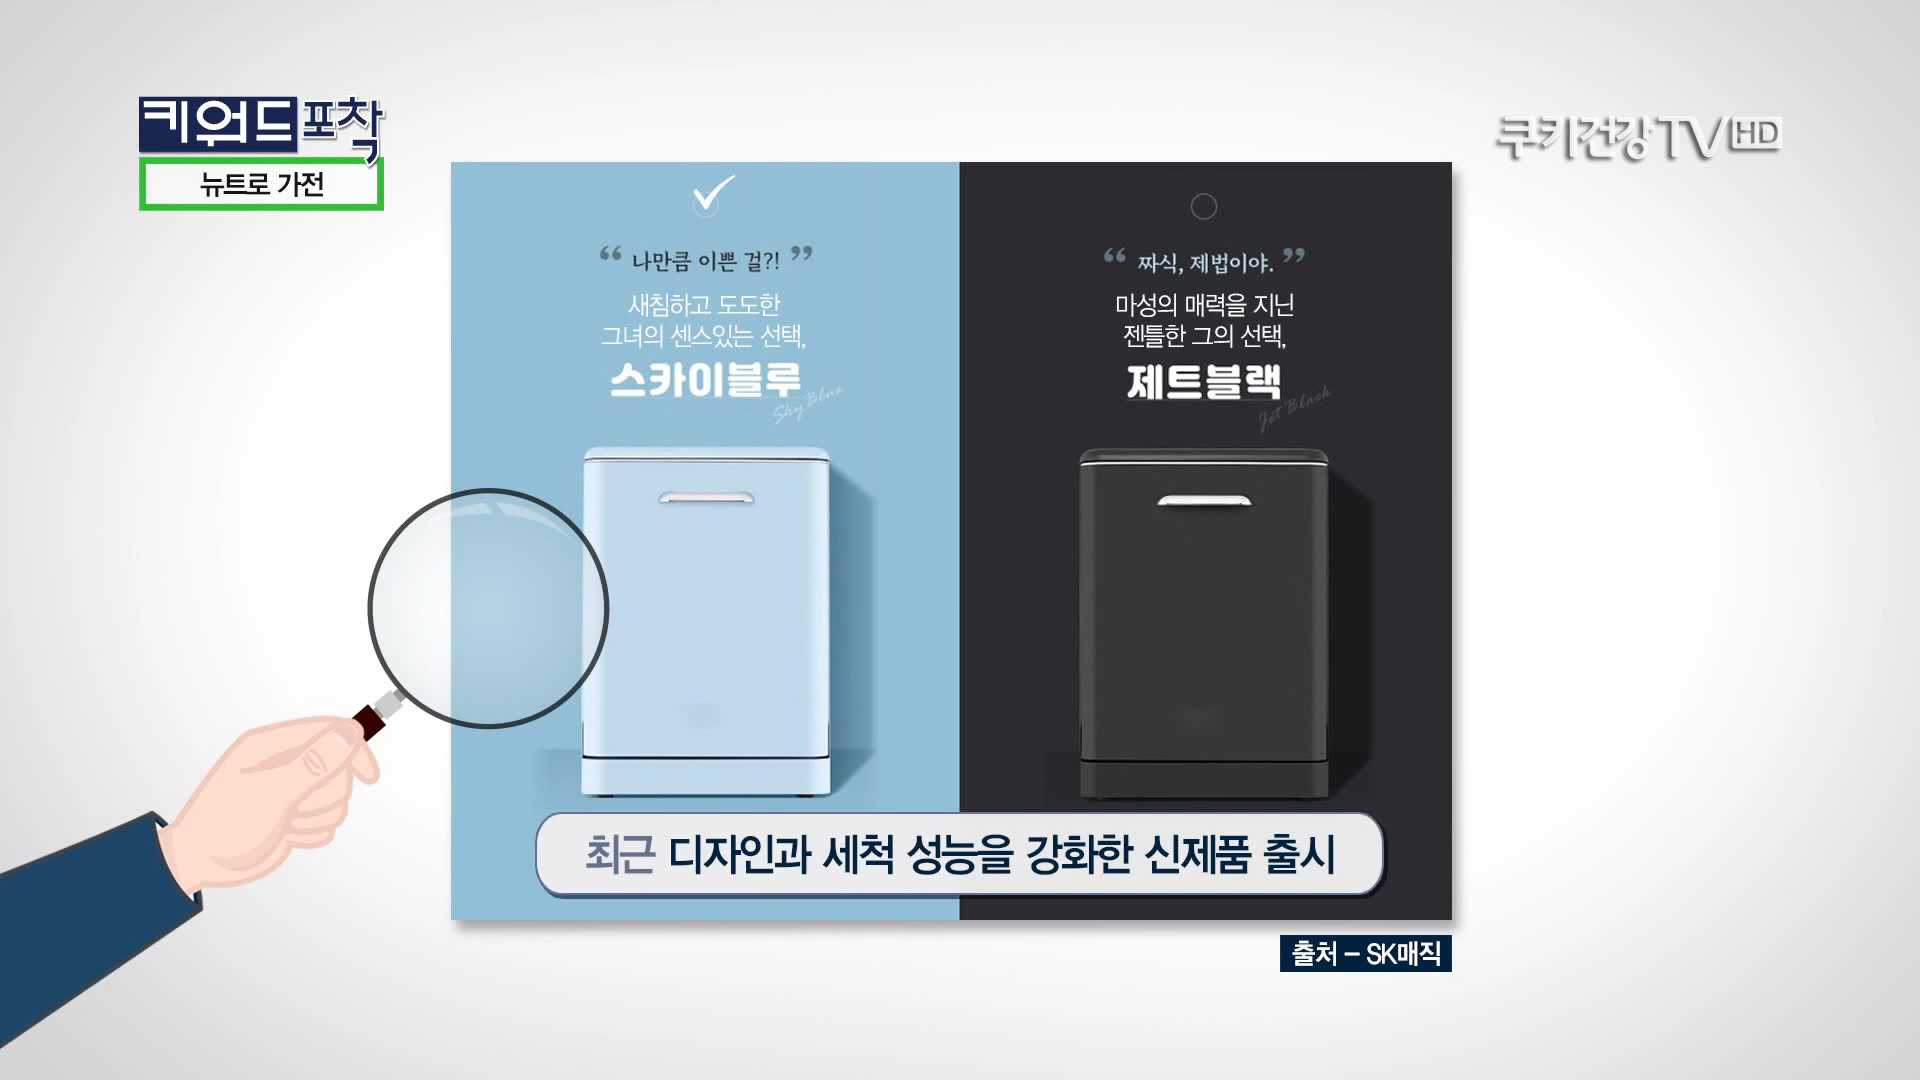 키워드포착
뉴트로 가전
쿠키건강TV HD
“ 나만큼 이쁜 걸?! ”
새침하고 도도한
그녀의 센스있는 선택,
스카이블루
Sky Blue
“ 짜식, 제법이야. ”
마성의 매력을 지닌
젠틀한 그의 선택,
제트블랙
Jet Black
최근 디자인과 세척 성능을 강화한 신제품 출시
출처 – SK매직